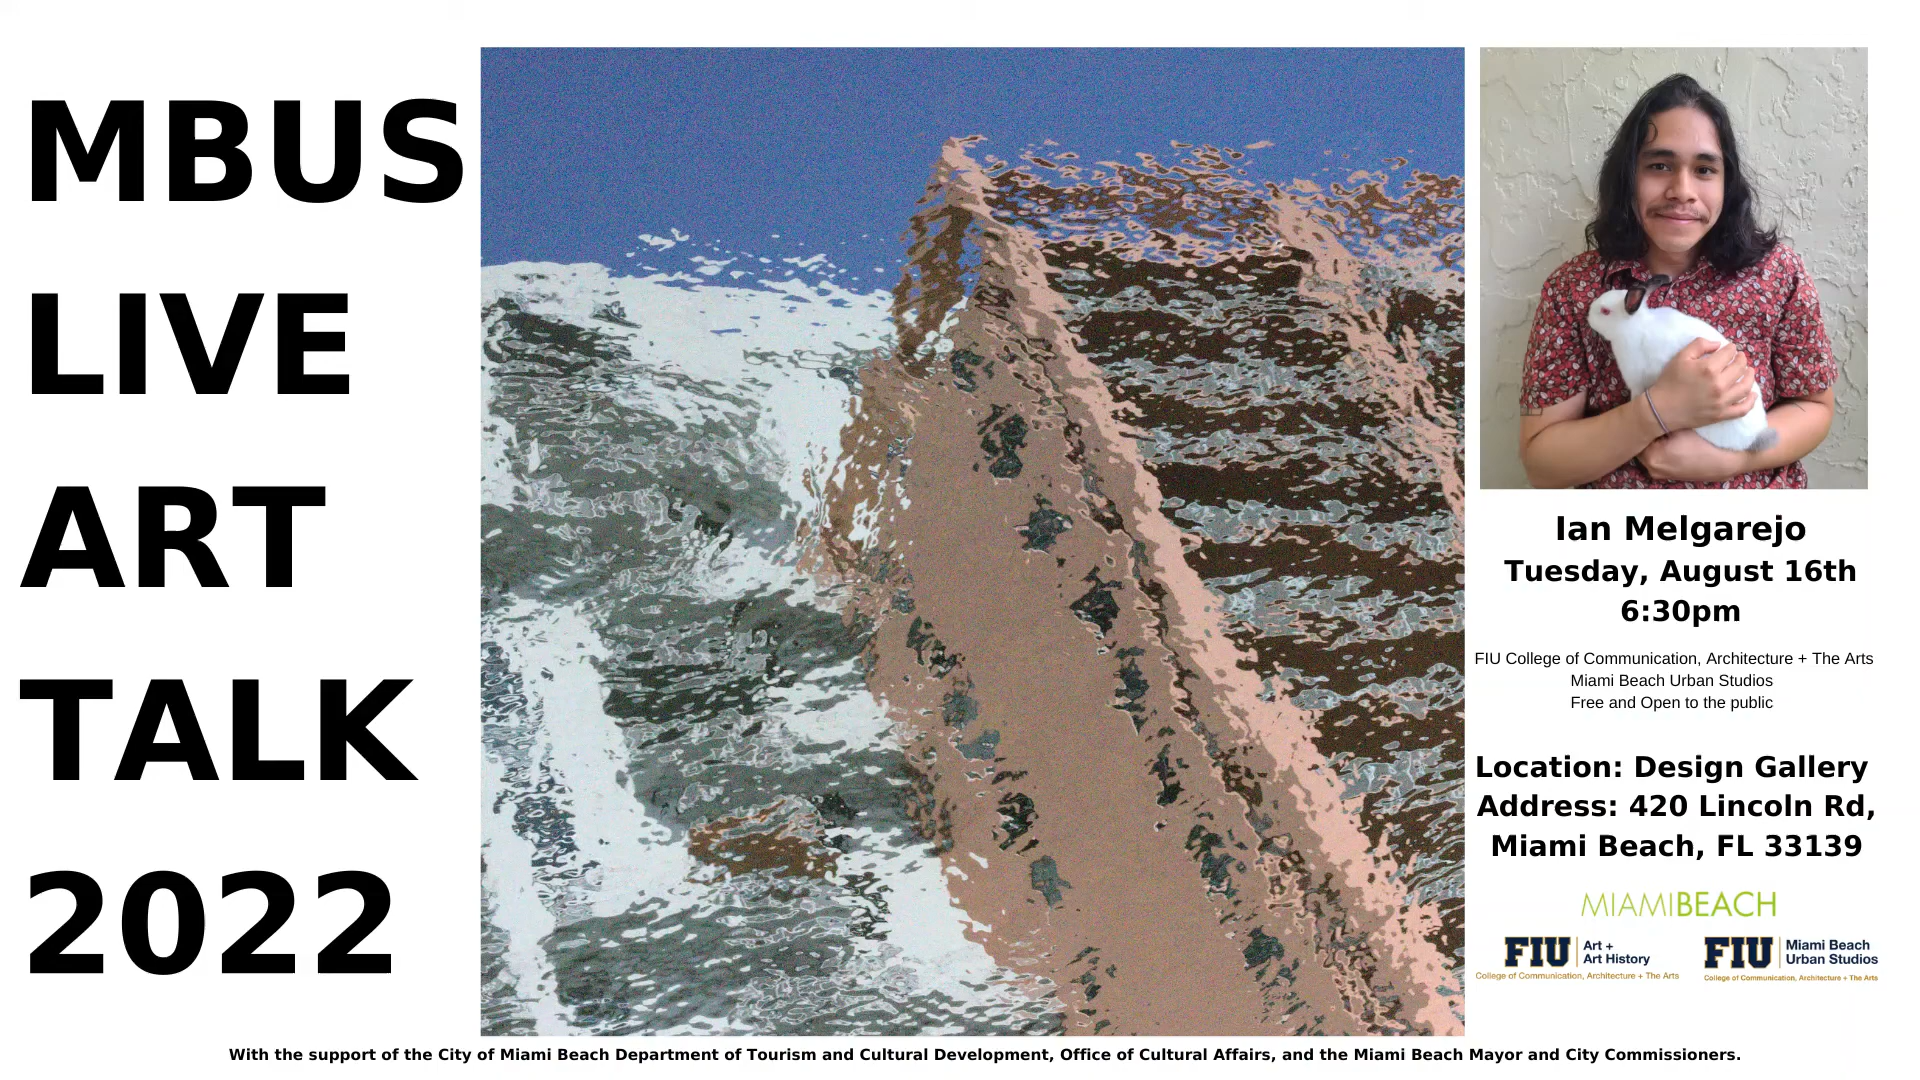 MBUS
LIVE
ART
TALK
2022
Ian Melgarejo
Tuesday, August 16th
6:30pm
FIU College of Communication, Architecture + The Arts
Miami Beach Urban Studios
Free and Open to the public
Location: Design Gallery
Address: 420 Lincoln Rd,
Miami Beach, FL 33139
MIAMIBEACH
FIU Art +
Art History
College of Communication, Architecture + The Arts
FIU Miami Beach
Urban Studios
College of Communication, Architecture + The Arts
With the support of the City of Miami Beach Department of Tourism and Cultural Development, Office of Cultural Affairs, and the Miami Beach Mayor and City Commissioners.